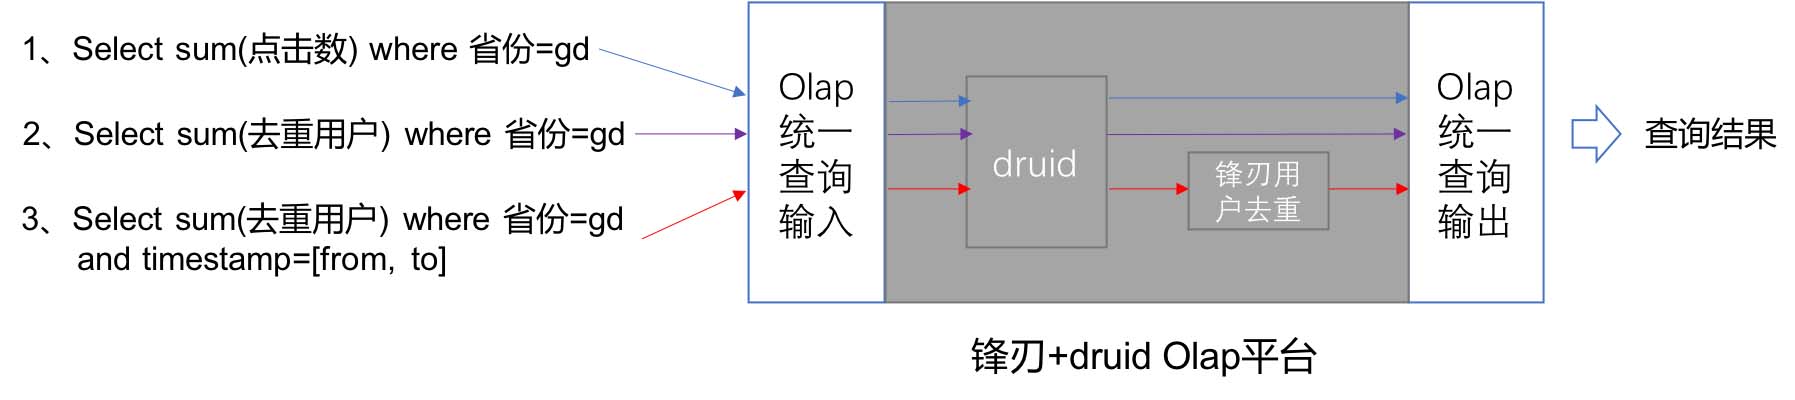 1、Select sum(点击数) where 省份=gd
2、Select sum(去重用户) where 省份=gd
3、Select sum(去重用户) where 省份=gd
and timestamp=[from, to]
Olap
统一
查询
输入
druid
锋刃用
户去重
Olap
统一
查询
输出
查询结果
锋刃+druid Olap平台